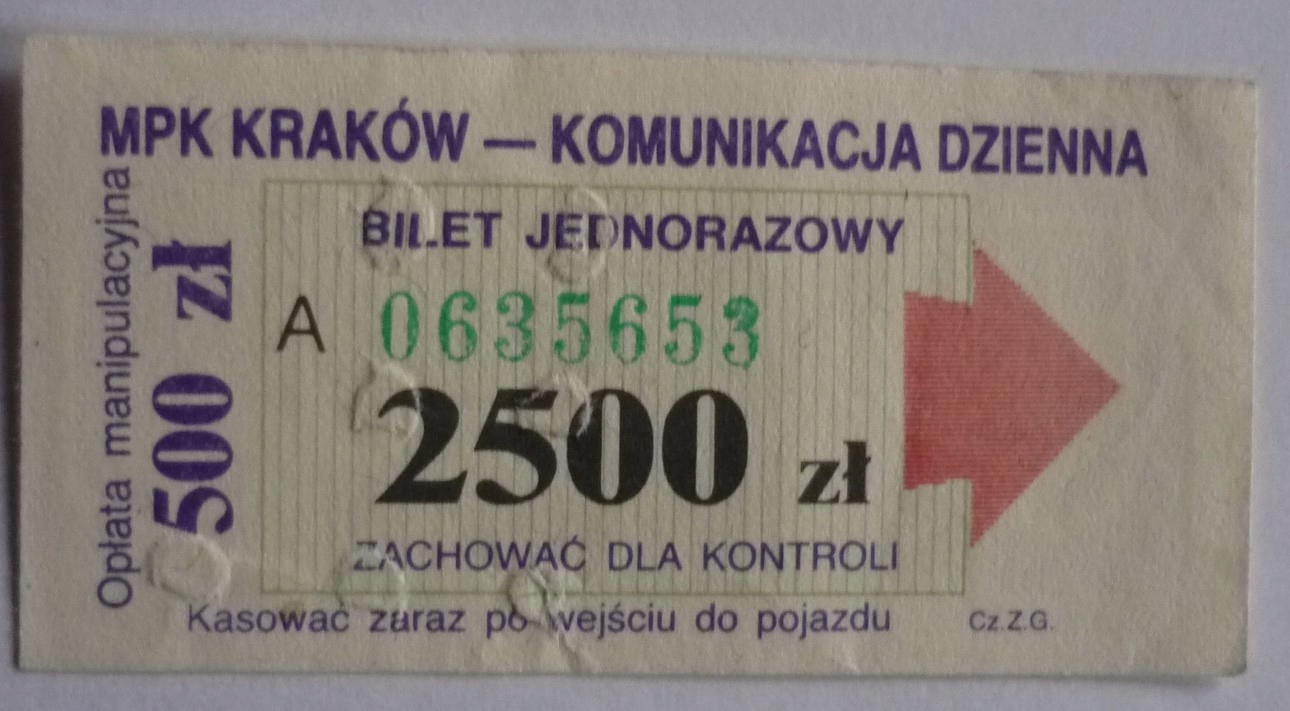 MPK KRAKÓW — KOMUNIKACJA DZIENNA
Opłata manipulacyjna
500 zł
BILET JEDNORAZOWY
A 0635653
2500 zł
ZACHOWAĆ DLA KONTROLI
Kasować zaraz po wejściu do pojazdu
Cz.Z.G.